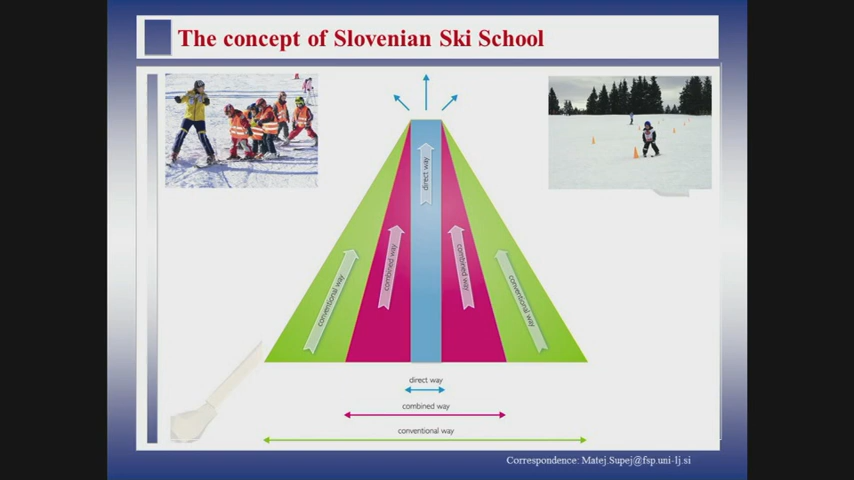 The concept of Slovenian Ski School
direct way
combined way
combined way
conventional way
conventional way
direct way
combined way
conventional way
Correspondence: Matej.Supej@fsp.uni-lj.si